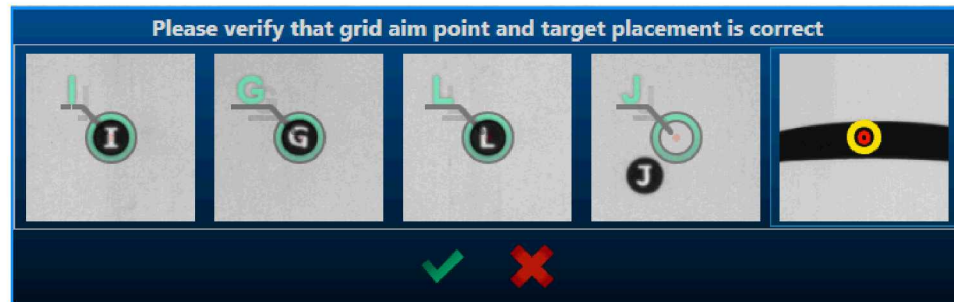 Please verify that grid aim point and target placement is correct
I G L J
I G L
J